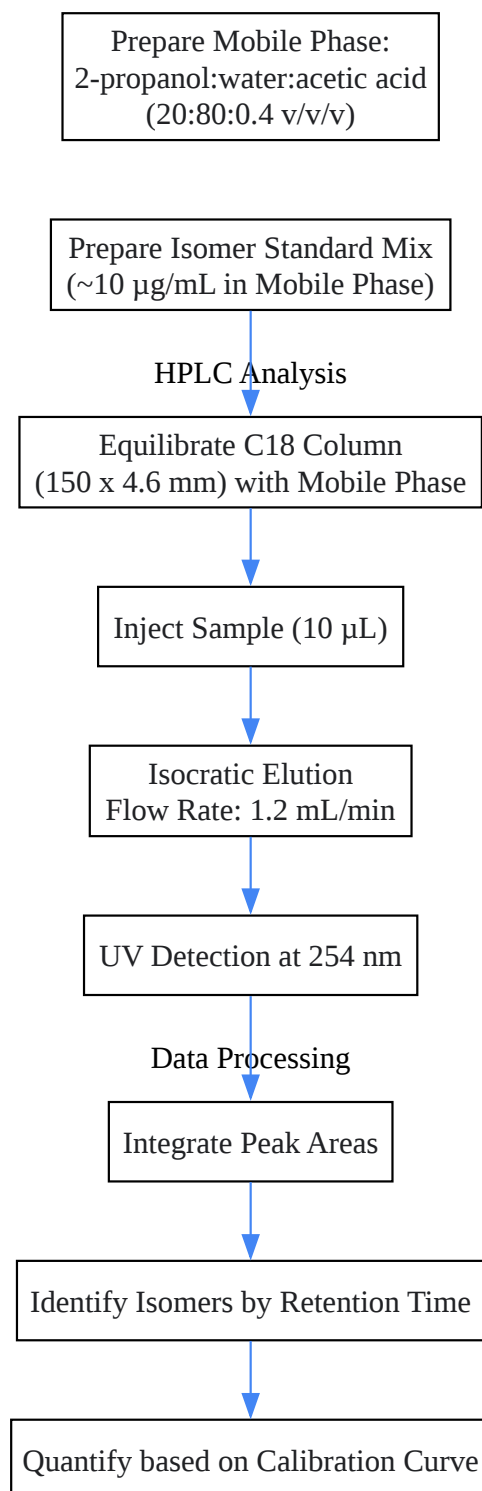 Prepare Mobile Phase:
2-propanol:water:acetic acid
(20:80:0.4 v/v/v)
Prepare Isomer Standard Mix
(~10 µg/mL in Mobile Phase)
HPLC Analysis
Equilibrate C18 Column
(150 x 4.6 mm) with Mobile Phase
Inject Sample (10 µL)
Isocratic Elution
Flow Rate: 1.2 mL/min
UV Detection at 254 nm
Data Processing
Integrate Peak Areas
Identify Isomers by Retention Time
Quantify based on Calibration Curve